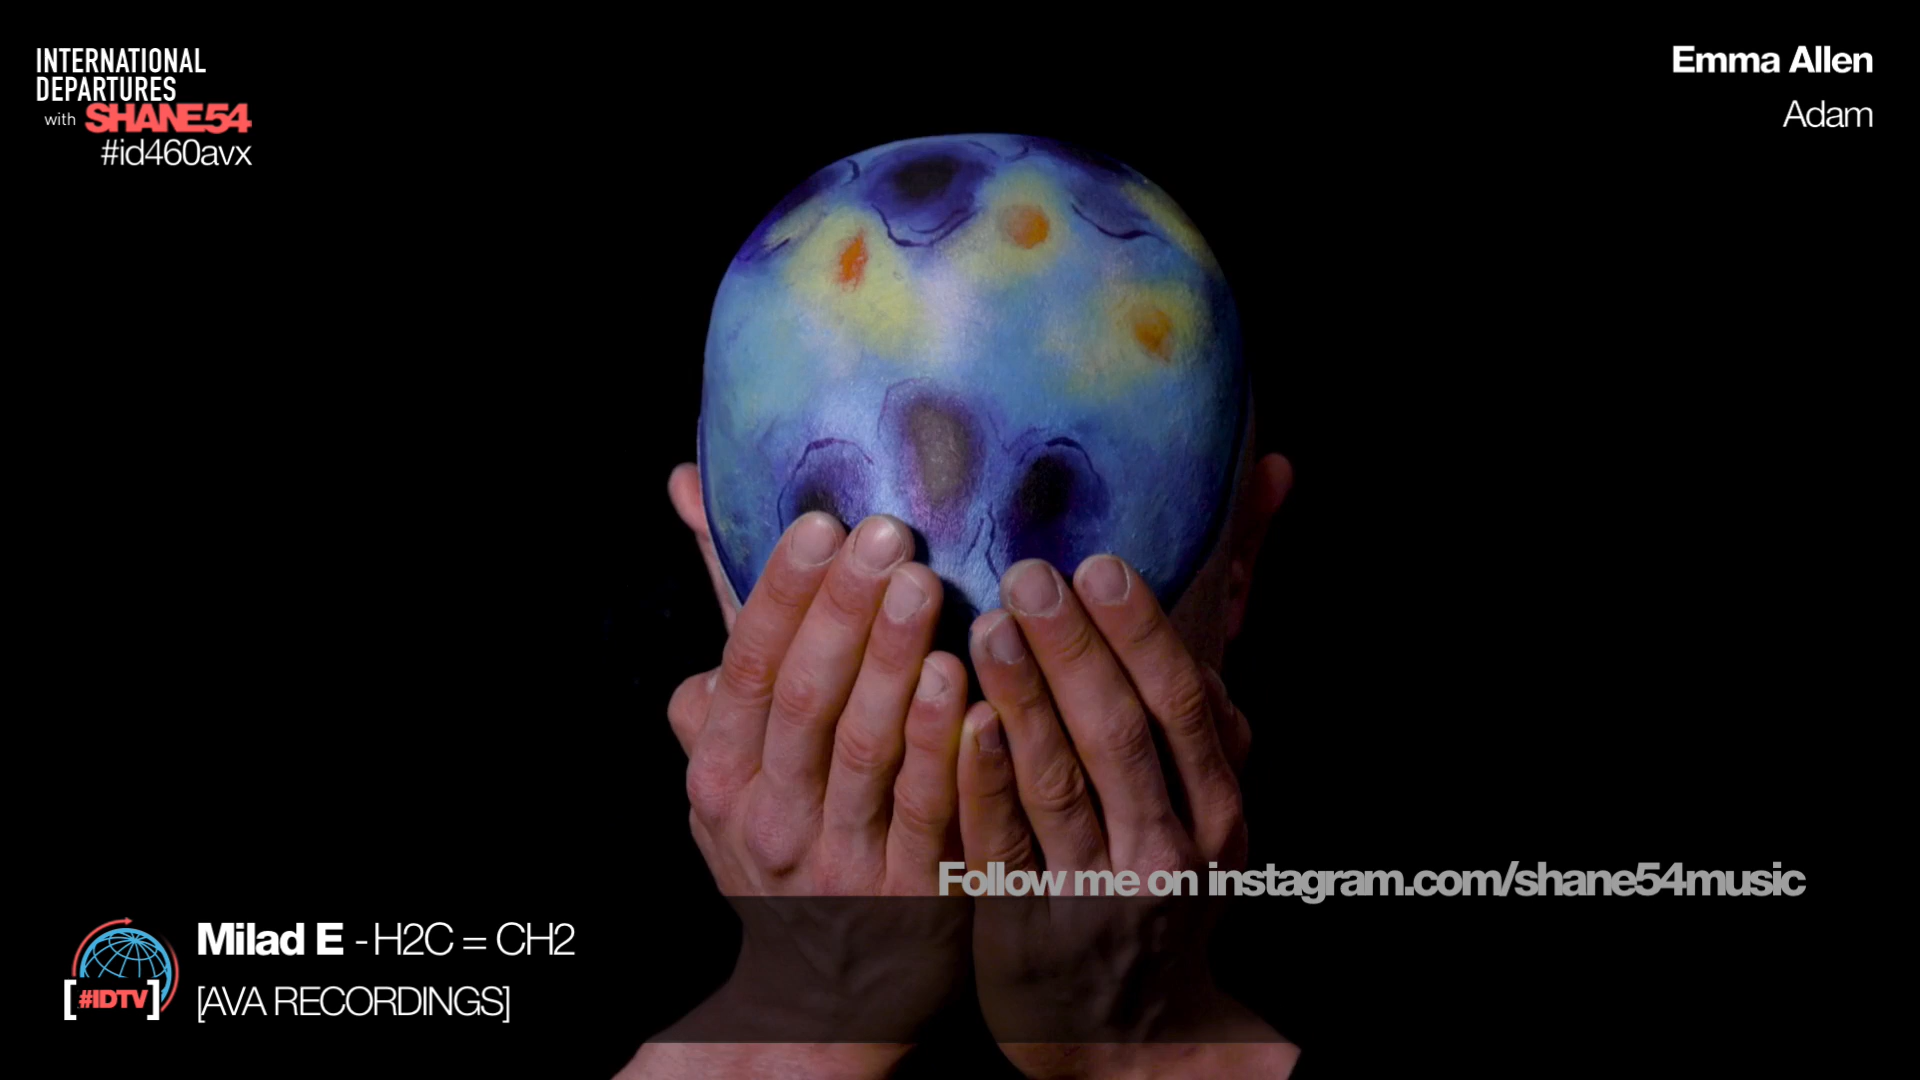 INTERNATIONAL
DEPARTURES
with SHANE54
#id460avx
Emma Allen
Adam
Follow me on instagram.com/shane54music
Milad E - H2C = CH2
[#IDTV]
[AVA RECORDINGS]